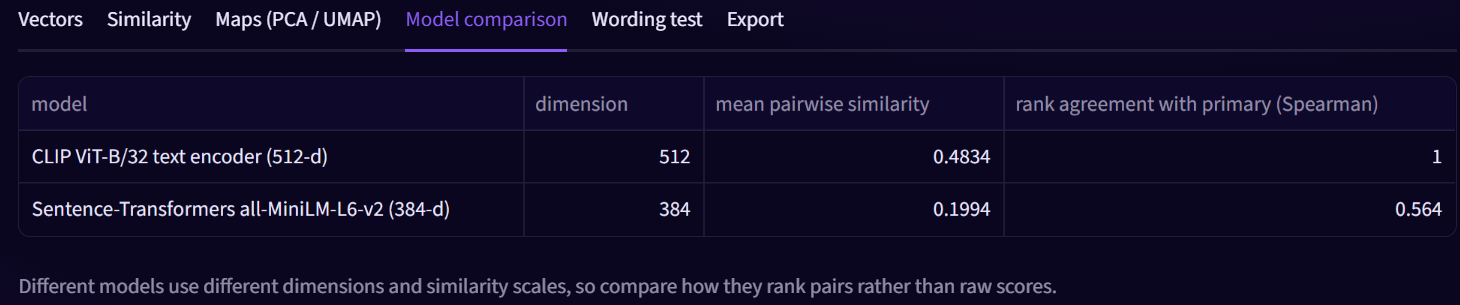 Vectors Similarity Maps (PCA / UMAP) Model comparison Wording test Export
model dimension mean pairwise similarity rank agreement with primary (Spearman)
CLIP ViT-B/32 text encoder (512-d) 512 0.4834 1
Sentence-Transformers all-MiniLM-L6-v2 (384-d) 384 0.1994 0.564
Different models use different dimensions and similarity scales, so compare how they rank pairs rather than raw scores.